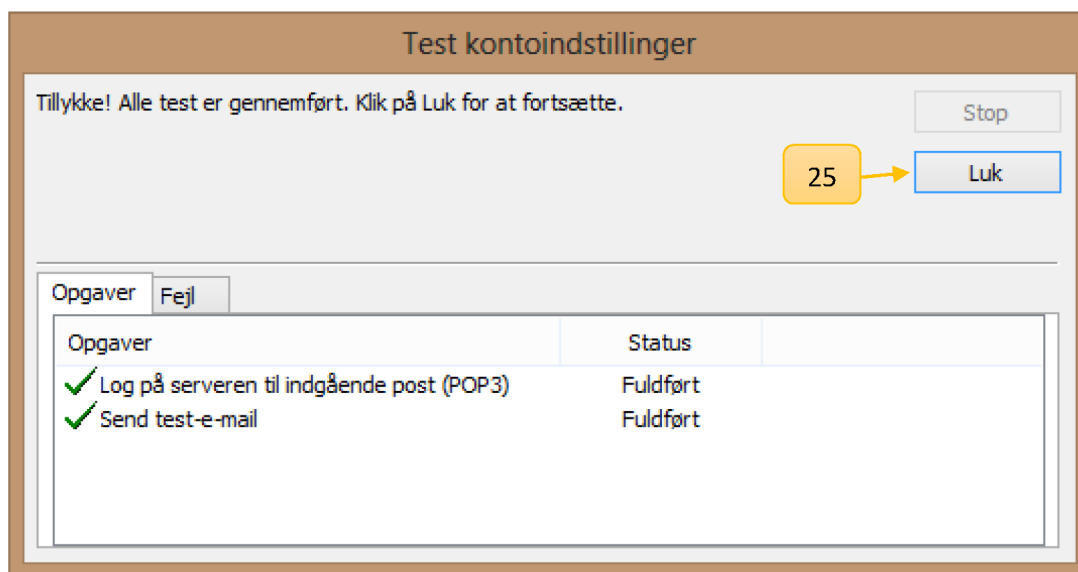 Test kontoindstillinger
Tillykke! Alle test er gennemført. Klik på Luk for at fortsætte.
Stop
25
Luk
Opgaver
Fejl
Opgaver Status
Log på serveren til indgående post (POP3) Fuldført
Send test-e-mail Fuldført